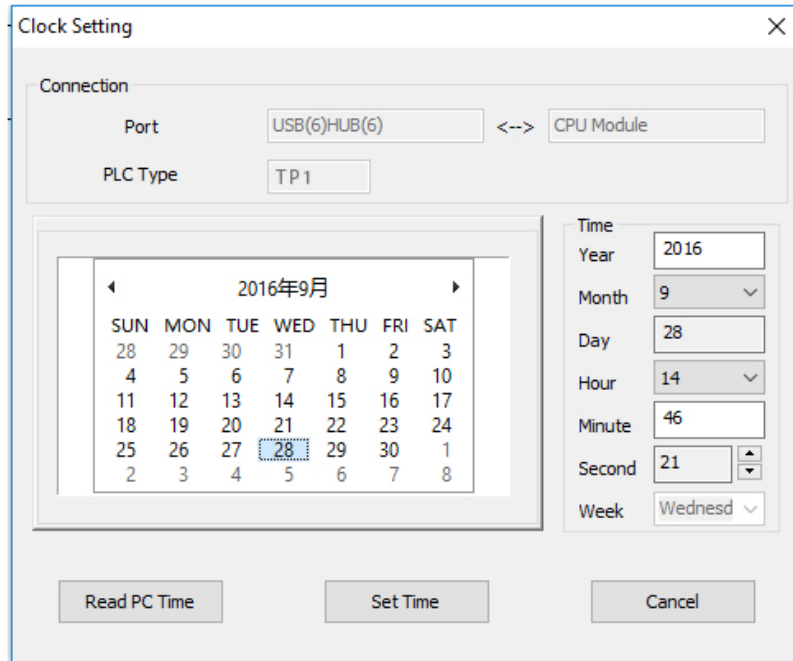 Clock Setting
Connection
Port USB(6)HUB(6) <--> CPU Module
PLC Type TP1
2016年9月
SUN MON TUE WED THU FRI SAT
28 29 30 31 1 2 3
4 5 6 7 8 9 10
11 12 13 14 15 16 17
18 19 20 21 22 23 24
25 26 27 28 29 30 1
2 3 4 5 6 7 8
Time
Year 2016
Month 9
Day 28
Hour 14
Minute 46
Second 21
Week Wednesd
Read PC Time Set Time Cancel